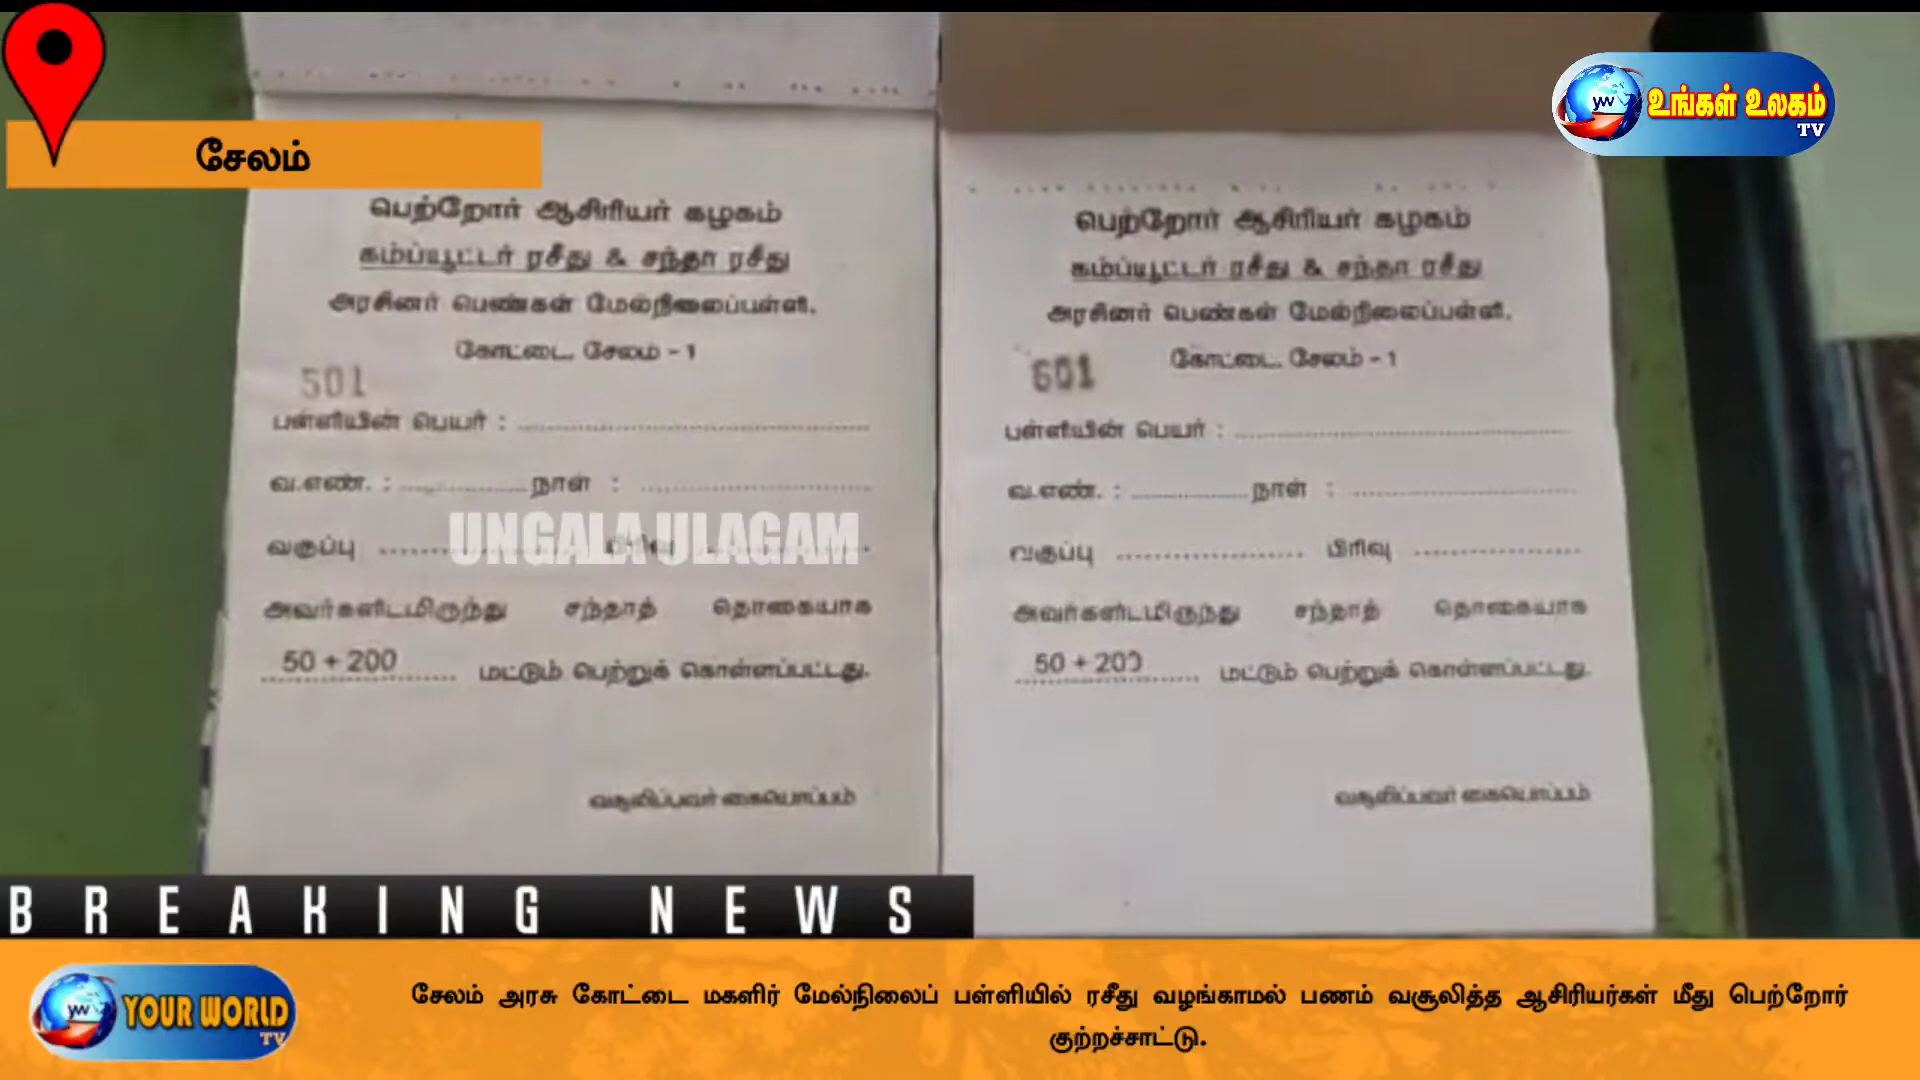 சேலம்
yw உங்கள் உலகம்
TV
பெற்றோர் ஆசிரியர் கழகம்
கம்ப்யூட்டர் ரசீது & சந்தா ரசீது
அரசினர் பெண்கள் மேல்நிலைப்பள்ளி,
கோட்டை, சேலம் - 1
501
பள்ளியின் பெயர் :
வ.எண். : நாள் :
வகுப்பு பிரிவு
UNGALA ULAGAM
அவர்களிடமிருந்து சந்தாத் தொகையாக
50 + 200 மட்டும் பெற்றுக் கொள்ளப்பட்டது.
வசூலிப்பவர் கையொப்பம்
பெற்றோர் ஆசிரியர் கழகம்
கம்ப்யூட்டர் ரசீது & சந்தா ரசீது
அரசினர் பெண்கள் மேல்நிலைப்பள்ளி,
கோட்டை, சேலம் - 1
601
பள்ளியின் பெயர் :
வ.எண். : நாள் :
வகுப்பு பிரிவு
அவர்களிடமிருந்து சந்தாத் தொகையாக
50 + 200 மட்டும் பெற்றுக் கொள்ளப்பட்டது.
வசூலிப்பவர் கையொப்பம்
BREAKING NEWS
yw YOUR WORLD
TV
சேலம் அரசு கோட்டை மகளிர் மேல்நிலைப் பள்ளியில் ரசீது வழங்காமல் பணம் வசூலித்த ஆசிரியர்கள் மீது பெற்றோர்
குற்றச்சாட்டு.